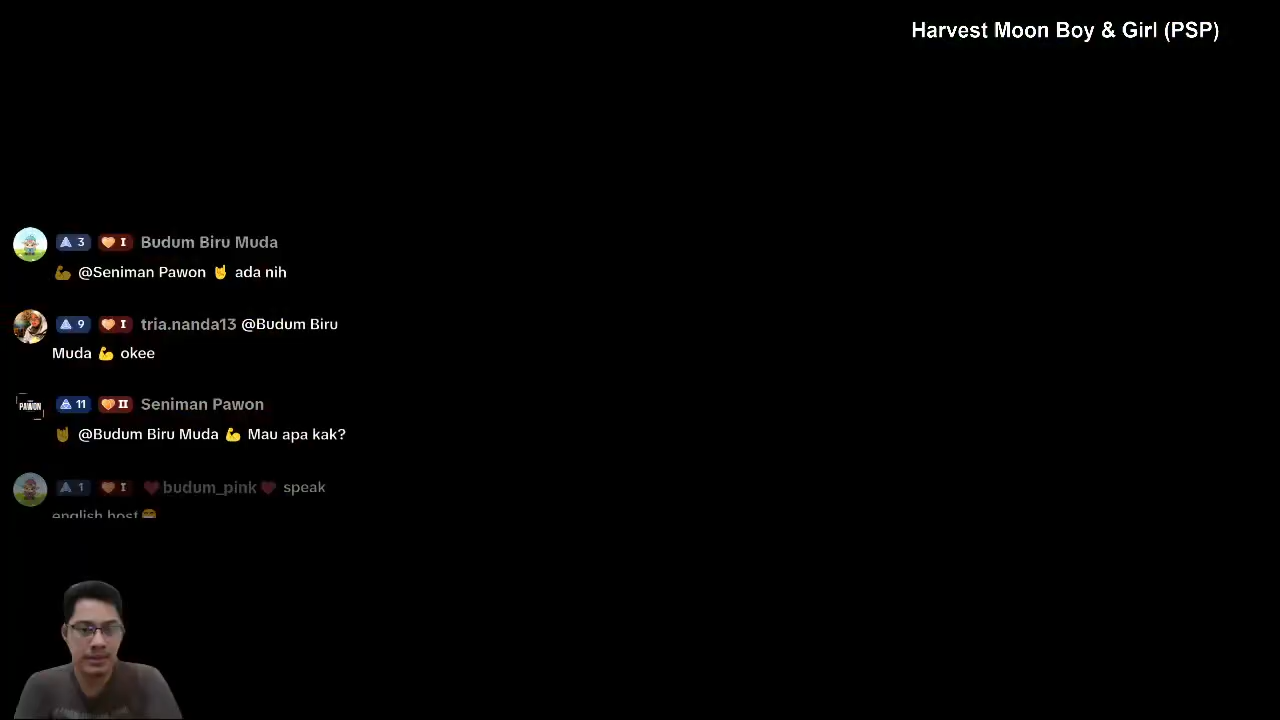 Harvest Moon Boy & Girl (PSP)
3 I Budum Biru Muda
💪 @Seniman Pawon 🤘 ada nih
9 I tria.nanda13 @Budum Biru
Muda 💪 okee
PAWON 11 II Seniman Pawon
🤘 @Budum Biru Muda 💪 Mau apa kak?
1 I ❤️budum_pink❤️ speak
english host